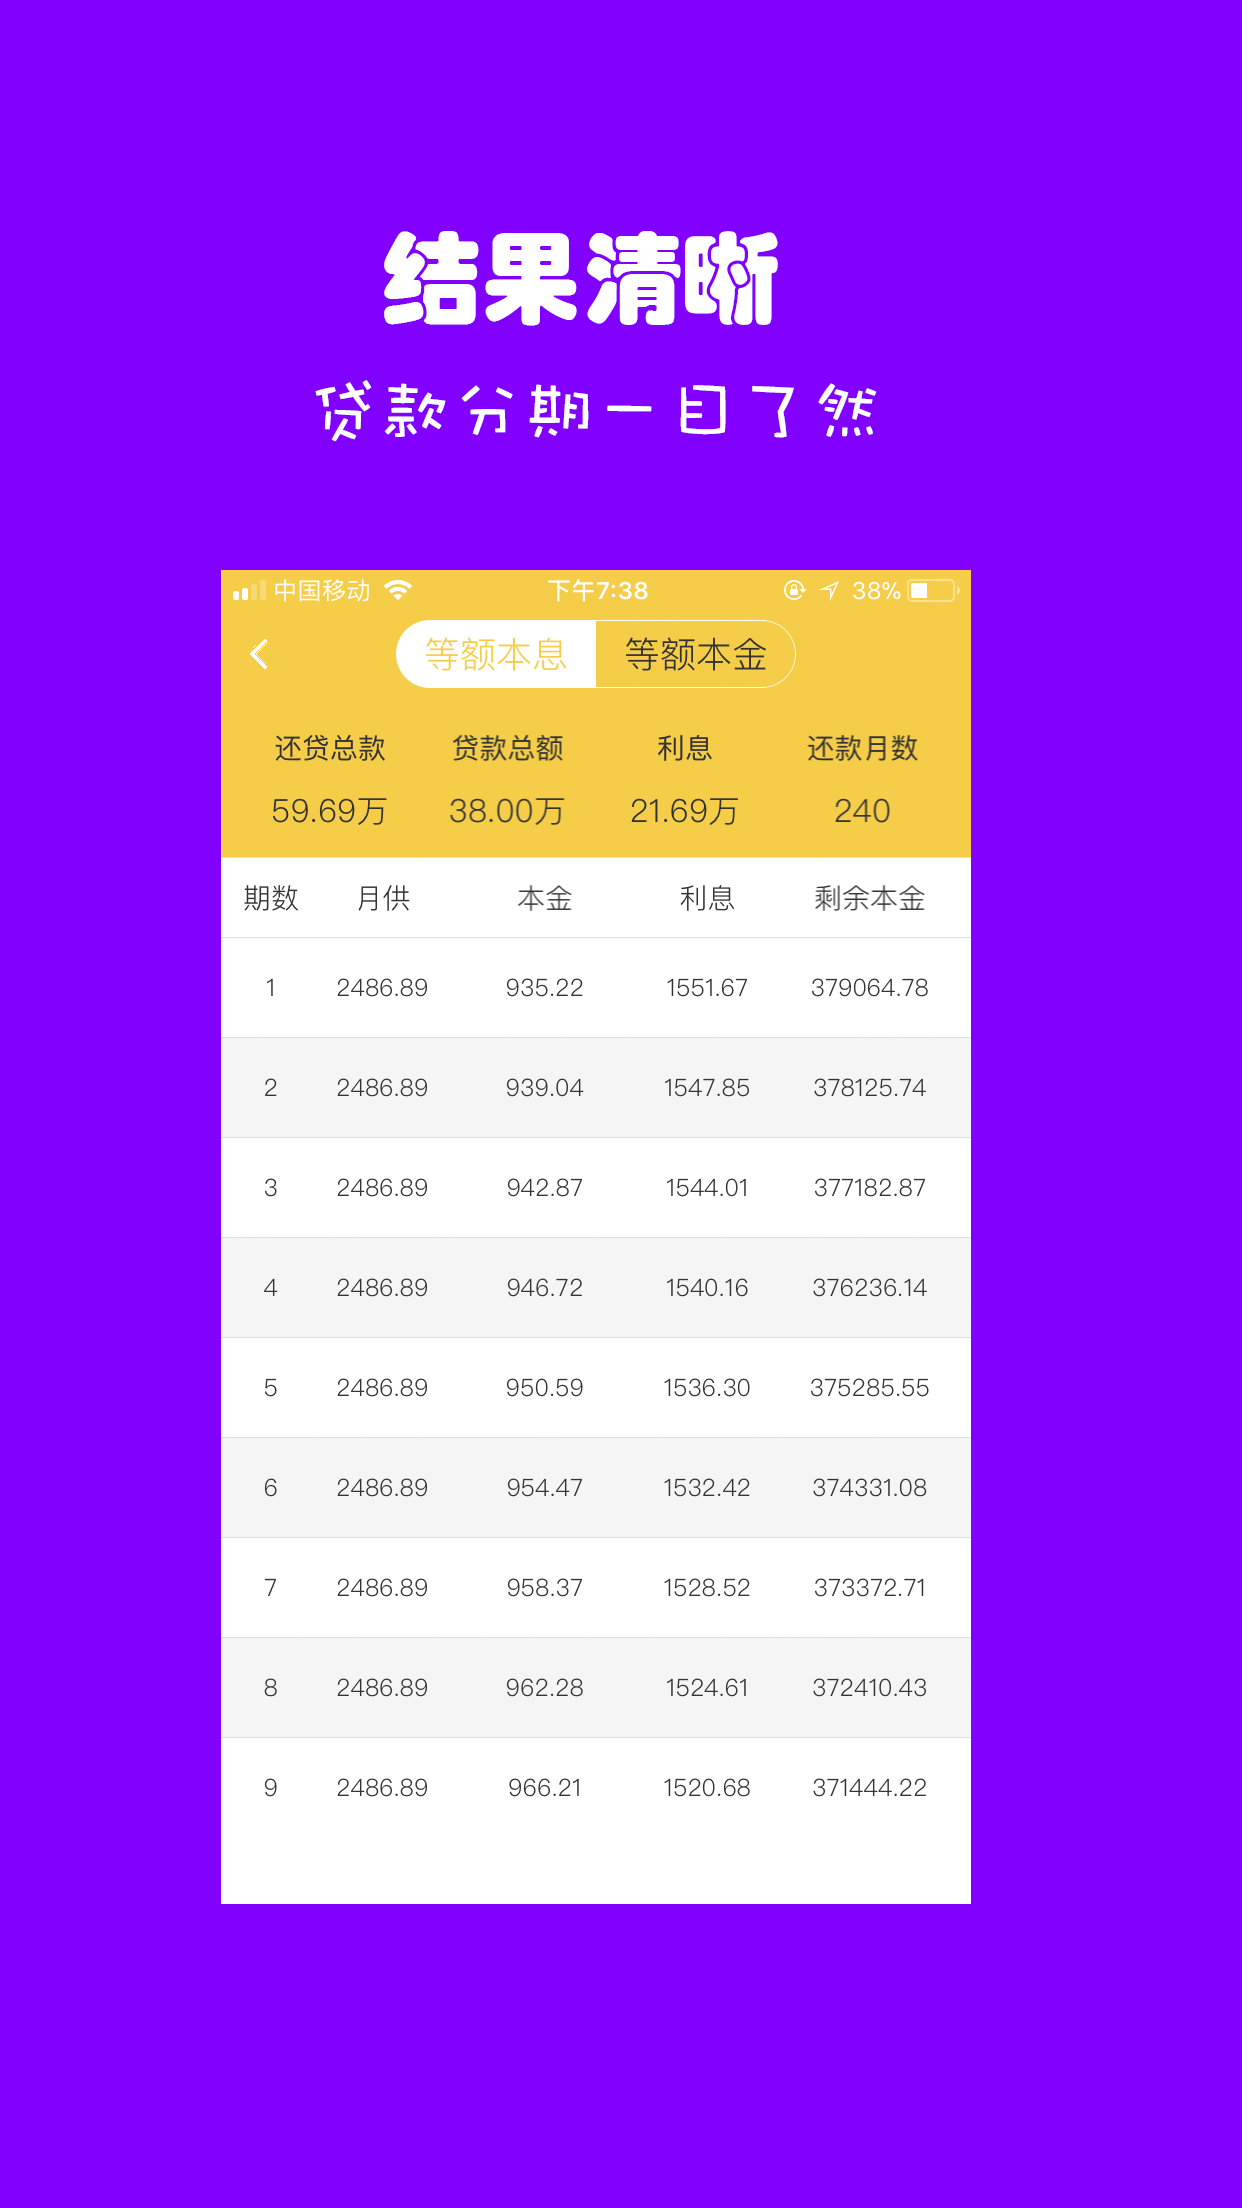 结果清晰
贷款分期一目了然
中国移动 下午7:38 38%
等额本息 等额本金
还贷总款 贷款总额 利息 还款月数
59.69万 38.00万 21.69万 240
期数 月供 本金 利息 剩余本金
1 2486.89 935.22 1551.67 379064.78
2 2486.89 939.04 1547.85 378125.74
3 2486.89 942.87 1544.01 377182.87
4 2486.89 946.72 1540.16 376236.14
5 2486.89 950.59 1536.30 375285.55
6 2486.89 954.47 1532.42 374331.08
7 2486.89 958.37 1528.52 373372.71
8 2486.89 962.28 1524.61 372410.43
9 2486.89 966.21 1520.68 371444.22